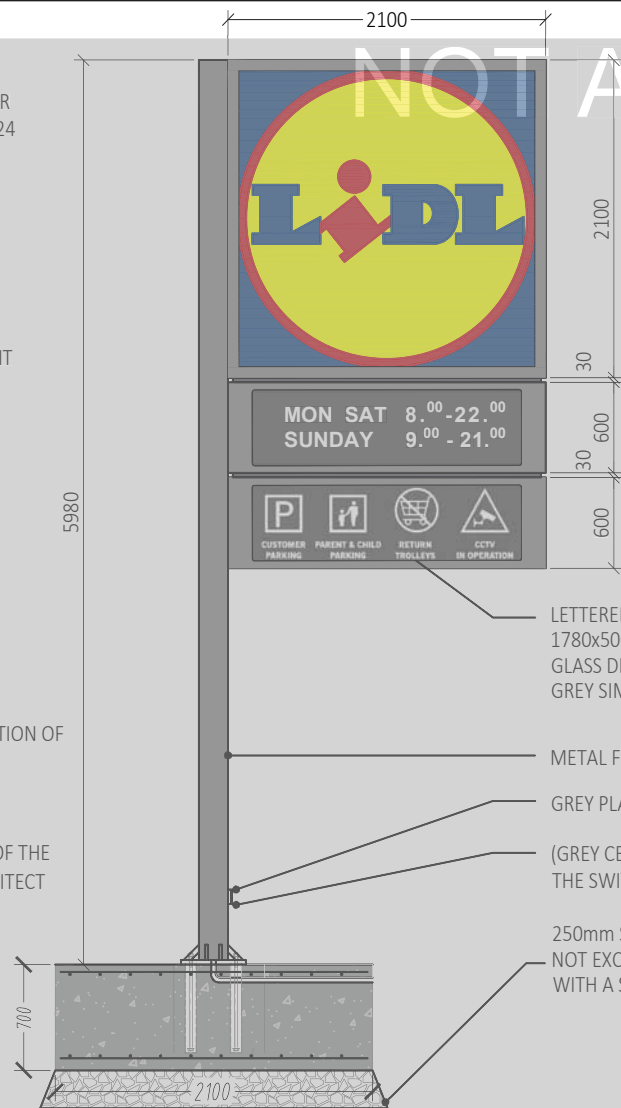 2100
NOT A
R
24
LiDL
2100
IT
30
MON SAT 8.00-22.00
SUNDAY 9.00 - 21.00
600
30
5980
P
600
CUSTOMER PARKING
PARENT & CHILD PARKING
RETURN TROLLEYS
CCTV IN OPERATION
LETTERE
1780x50
GLASS D
GREY SIM
TION OF
METAL F
GREY PLA
OF THE
ITECT
(GREY CE
THE SWI
250mm S
NOT EXC
WITH A S
700
2100